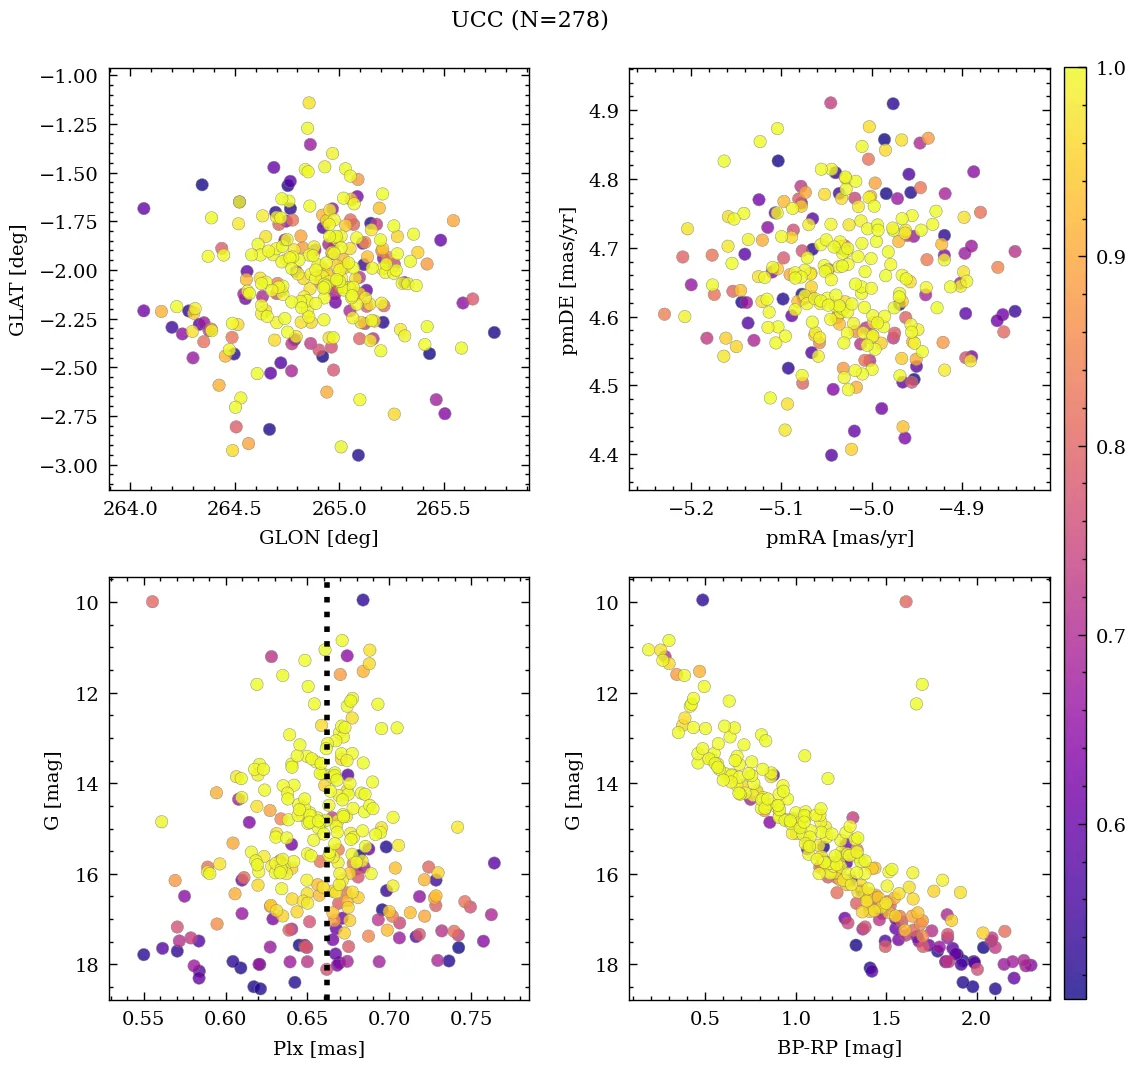 UCC (N=278)
−1.00
−1.25
−1.50
−1.75
−2.00
−2.25
−2.50
−2.75
−3.00
GLAT [deg]
264.0 264.5 265.0 265.5
GLON [deg]
4.9
4.8
4.7
4.6
4.5
4.4
pmDE [mas/yr]
−5.2 −5.1 −5.0 −4.9
pmRA [mas/yr]
1.0
0.9
0.8
0.7
0.6
10
12
14
16
18
G [mag]
0.55 0.60 0.65 0.70 0.75
Plx [mas]
10
12
14
16
18
G [mag]
0.5 1.0 1.5 2.0
BP-RP [mag]